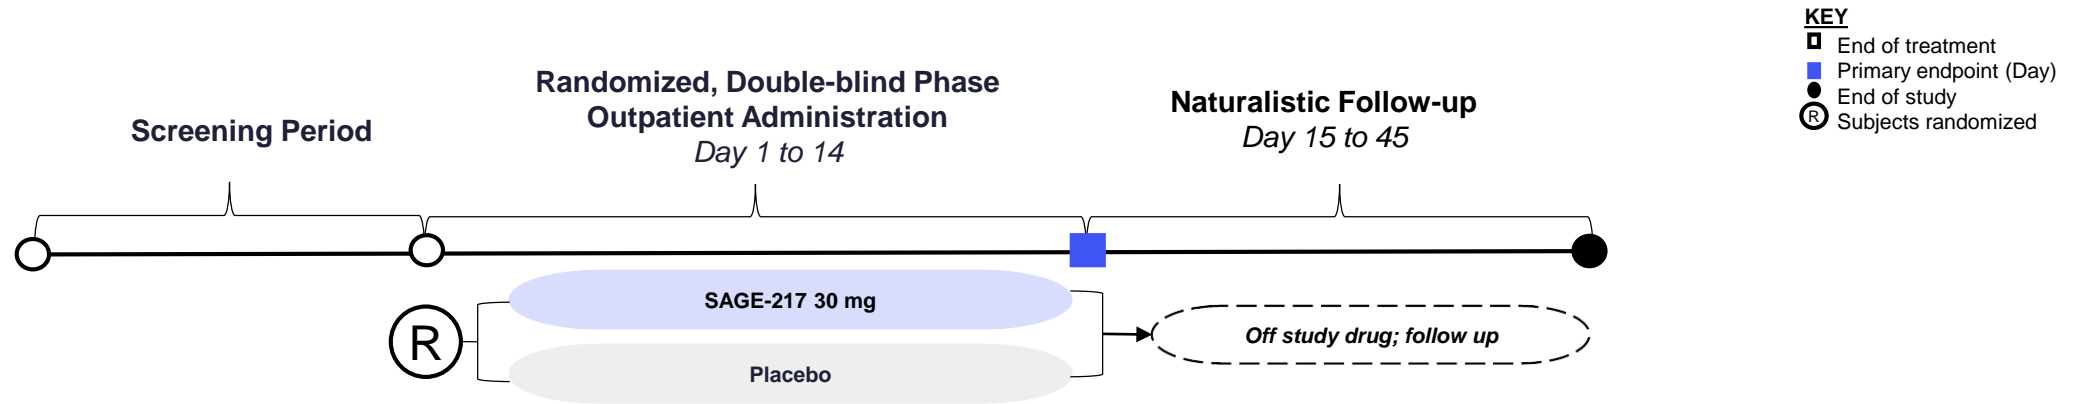 KEY
End of treatment
Primary endpoint (Day)
End of study
R Subjects randomized
Screening Period
Randomized, Double-blind Phase
Outpatient Administration
Day 1 to 14
Naturalistic Follow-up
Day 15 to 45
R
SAGE-217 30 mg
Placebo
Off study drug; follow up